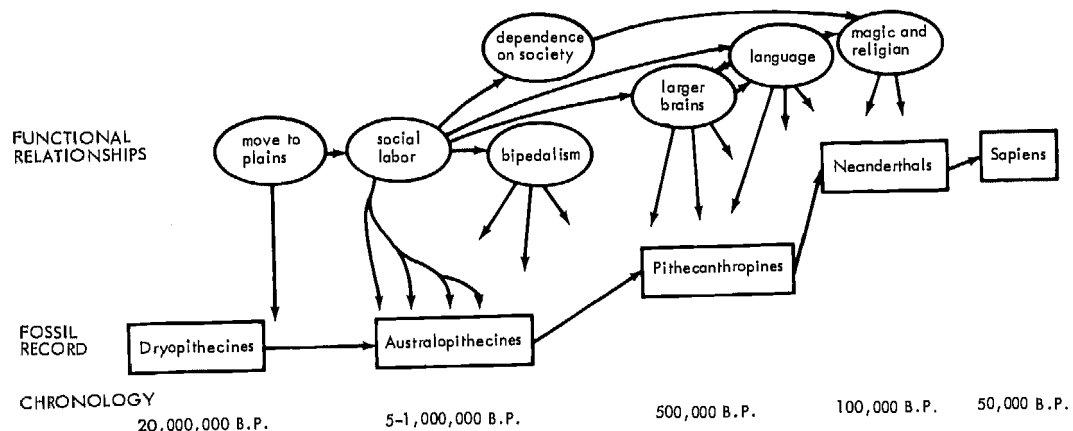 dependence
on society
magic and
religian
language
larger
brains
FUNCTIONAL
RELATIONSHIPS
move to
plains
social
labor
bipedalism
Neanderthals
Sapiens
Pithecanthropines
FOSSIL
RECORD
Dryopithecines
Australopithecines
CHRONOLOGY
20,000,000 B.P.
5-1,000,000 B.P.
500,000 B.P.
100,000 B.P.
50,000 B.P.